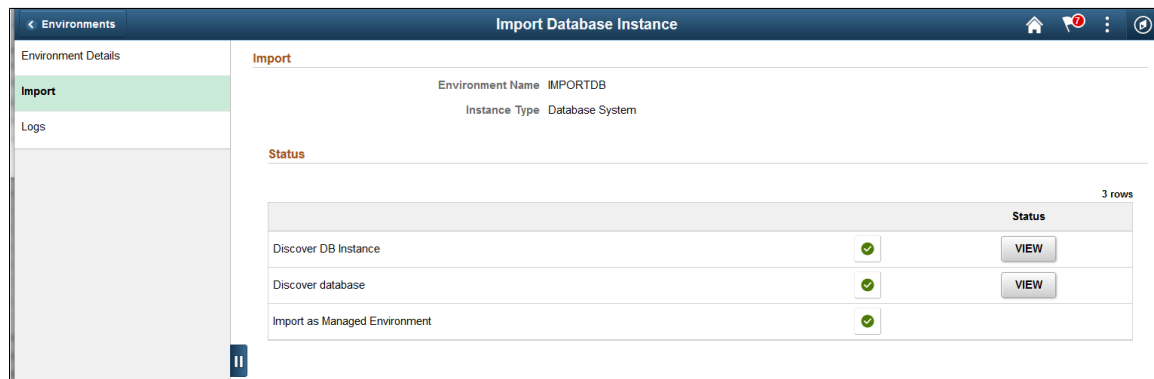 Environments
Import Database Instance
7
Environment Details
Import
Logs
Import
Environment Name IMPORTDB
Instance Type Database System
Status
3 rows
Status
Discover DB Instance VIEW
Discover database VIEW
Import as Managed Environment